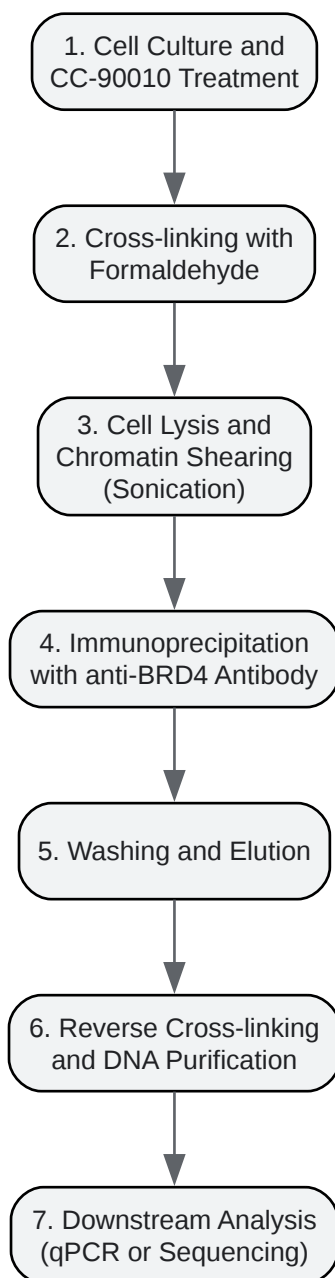 1. Cell Culture and
CC-90010 Treatment
2. Cross-linking with
Formaldehyde
3. Cell Lysis and
Chromatin Shearing
(Sonication)
4. Immunoprecipitation
with anti-BRD4 Antibody
5. Washing and Elution
6. Reverse Cross-linking
and DNA Purification
7. Downstream Analysis
(qPCR or Sequencing)